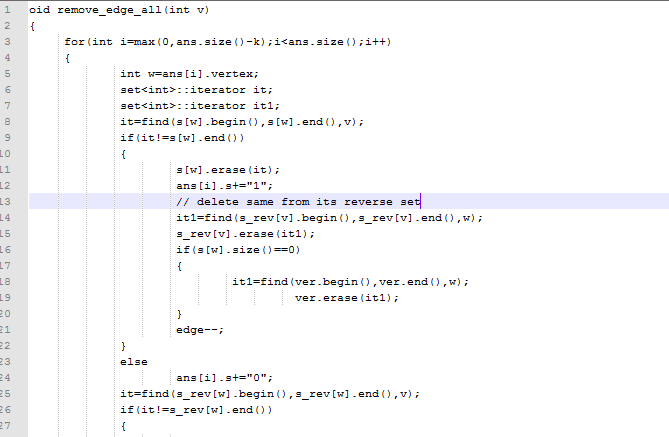 1 oid remove_edge_all(int v)
2 {
3 for(int i=max(0,ans.size()-k);i<ans.size();i++)
4 {
5 int w=ans[i].vertex;
6 set<int>::iterator it;
7 set<int>::iterator it1;
8 it=find(s[w].begin(),s[w].end(),v);
9 if(it!=s[w].end())
10 {
11 s[w].erase(it);
12 ans[i].s+="1";
13 // delete same from its reverse set
14 it1=find(s_rev[v].begin(),s_rev[v].end(),w);
15 s_rev[v].erase(it1);
16 if(s[w].size()==0)
17 {
18 it1=find(ver.begin(),ver.end(),w);
19 ver.erase(it1);
20 }
21 edge--;
22 }
23 else
24 ans[i].s+="0";
25 it=find(s_rev[w].begin(),s_rev[w].end(),v);
26 if(it!=s_rev[w].end())
27 {